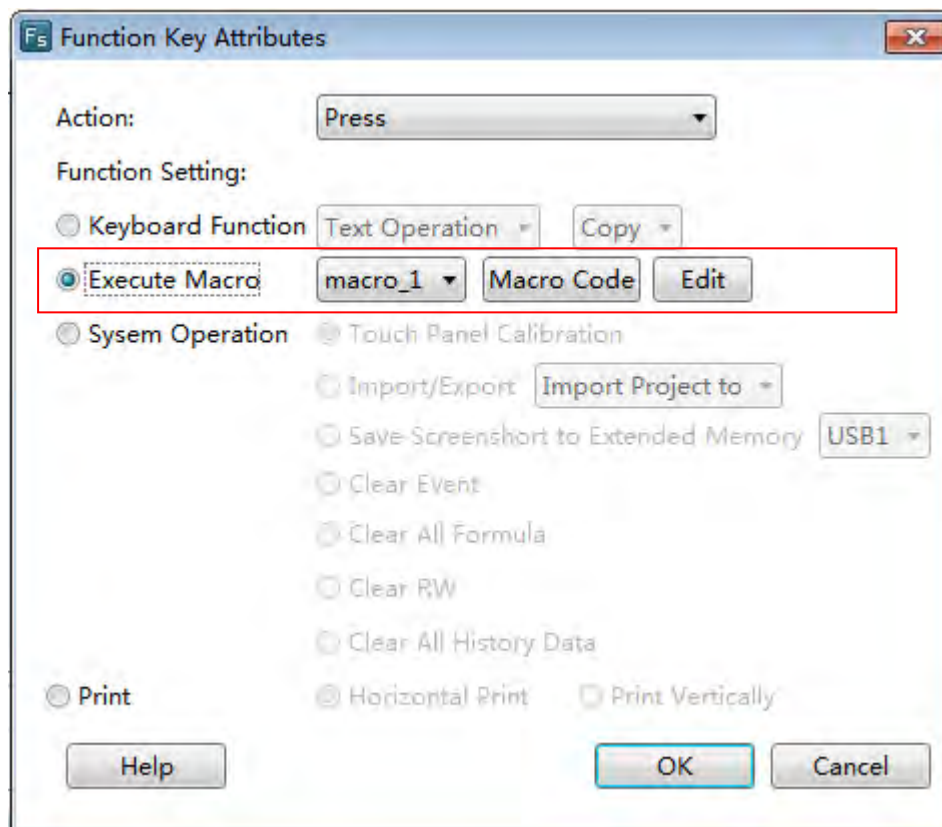 Fs Function Key Attributes
Action: Press
Function Setting:
Keyboard Function Text Operation Copy
Execute Macro macro_1 Macro Code Edit
Sysem Operation Touch Panel Calibration
Import/Export Import Project to
Save Screenshort to Extended Memory USB1
Clear Event
Clear All Formula
Clear RW
Clear All History Data
Print Horizontal Print Print Vertically
Help OK Cancel